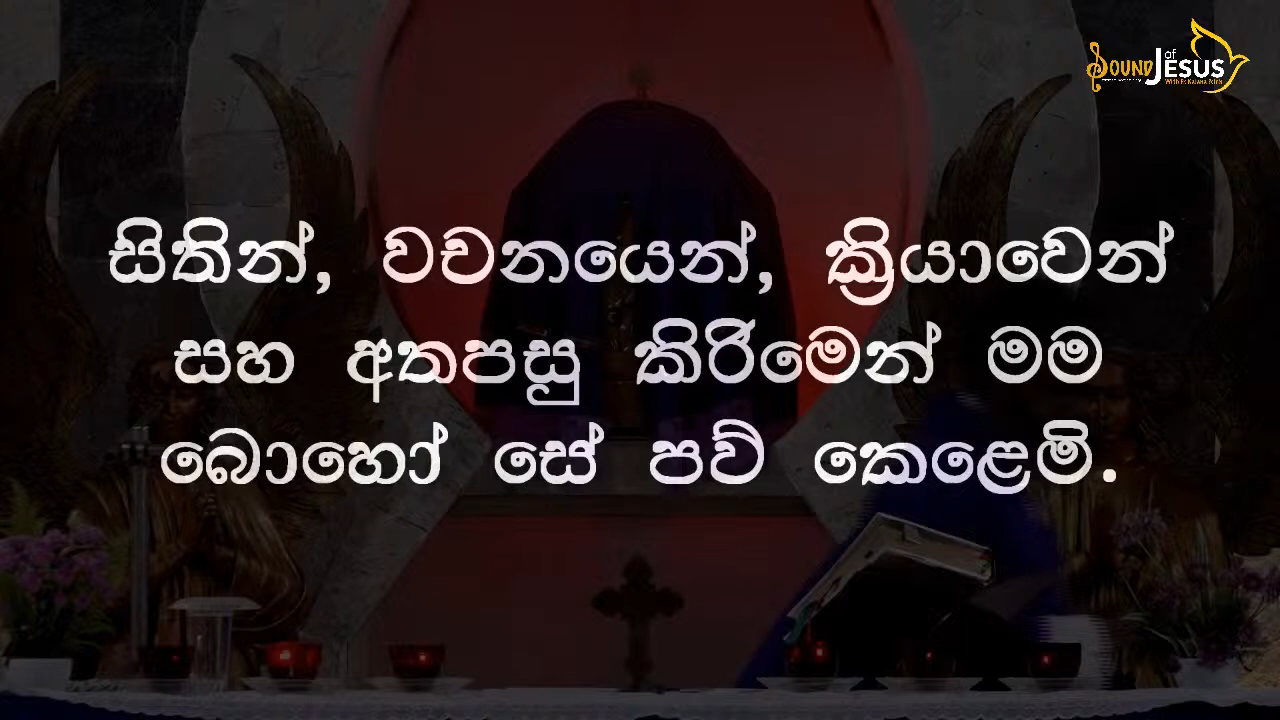 Sound of Jesus
සිතින්, වචනයෙන්, ක්‍රියාවෙන්
සහ අතපසු කිරිමෙන් මම
බොහෝ සේ පව් කෙළෙමි.